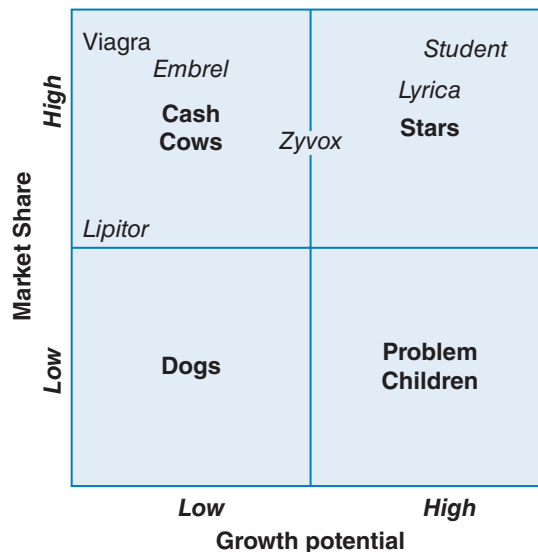 Viagra
Embrel
Student
Lyrica
Cash
Cows
Stars
Zyvox
Lipitor
Dogs
Problem
Children
Market Share
High
Low
Low
High
Growth potential